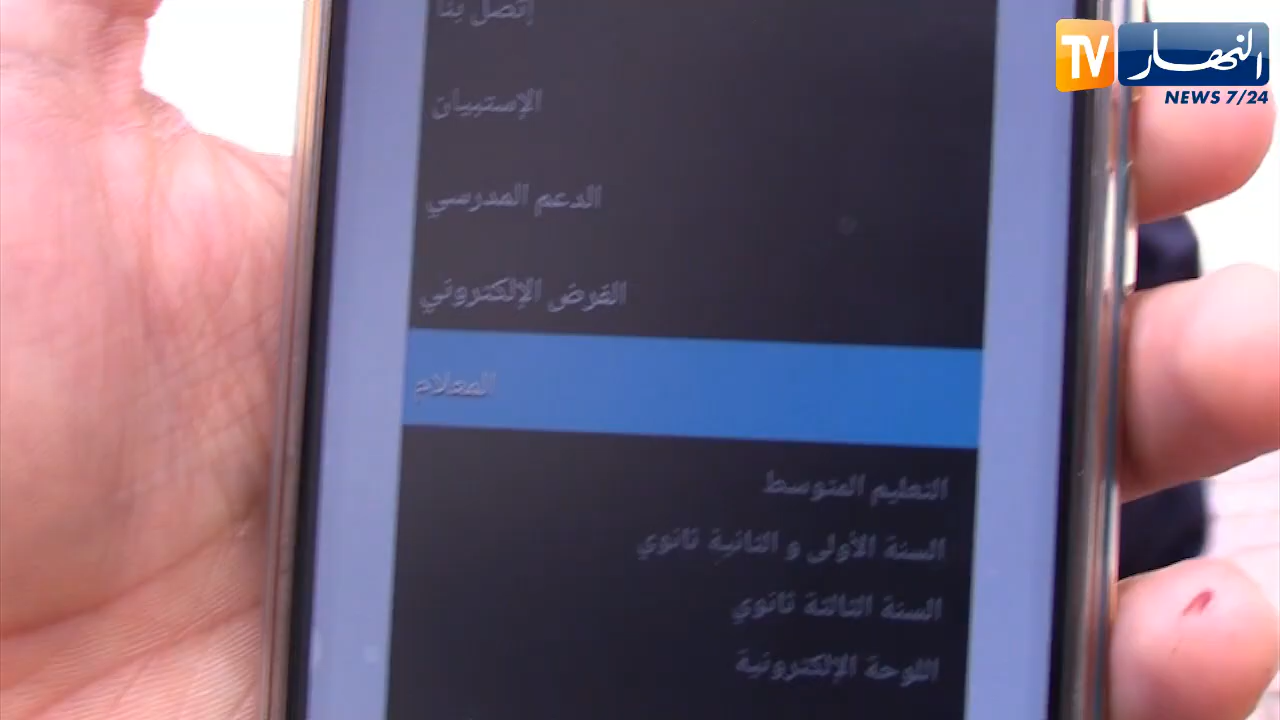 إتصل بنا
TV النهار
NEWS 7/24
الإستبيان
الدعم المدرسي
القرض الإلكتروني
المعلام
التعليم المتوسط
السنة الأولى و الثانية ثانوي
السنة الثالثة ثانوي
اللوحة الإلكترونية